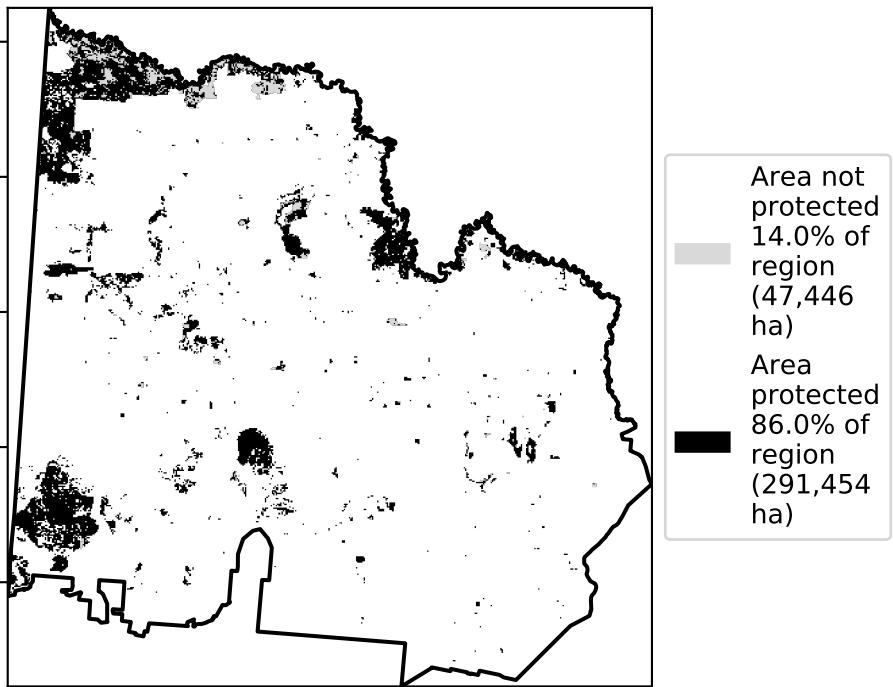 Area not
protected
14.0% of
region
(47,446
ha)
Area
protected
86.0% of
region
(291,454
ha)